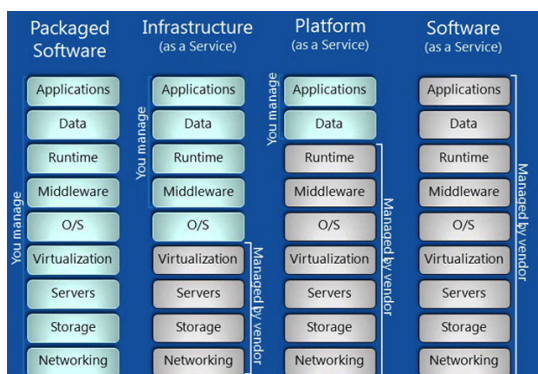 Packaged
Software
You manage
Applications
Data
Runtime
Middleware
O/S
Virtualization
Servers
Storage
Networking
Infrastructure
(as a Service)
You manage
Applications
Data
Runtime
Middleware
O/S
Virtualization
Servers
Storage
Networking
Managed by vendor
Platform
(as a Service)
You manage
Applications
Data
Runtime
Middleware
O/S
Virtualization
Servers
Storage
Networking
Managed by vendor
Software
(as a Service)
Applications
Data
Runtime
Middleware
O/S
Virtualization
Servers
Storage
Networking
Managed by vendor